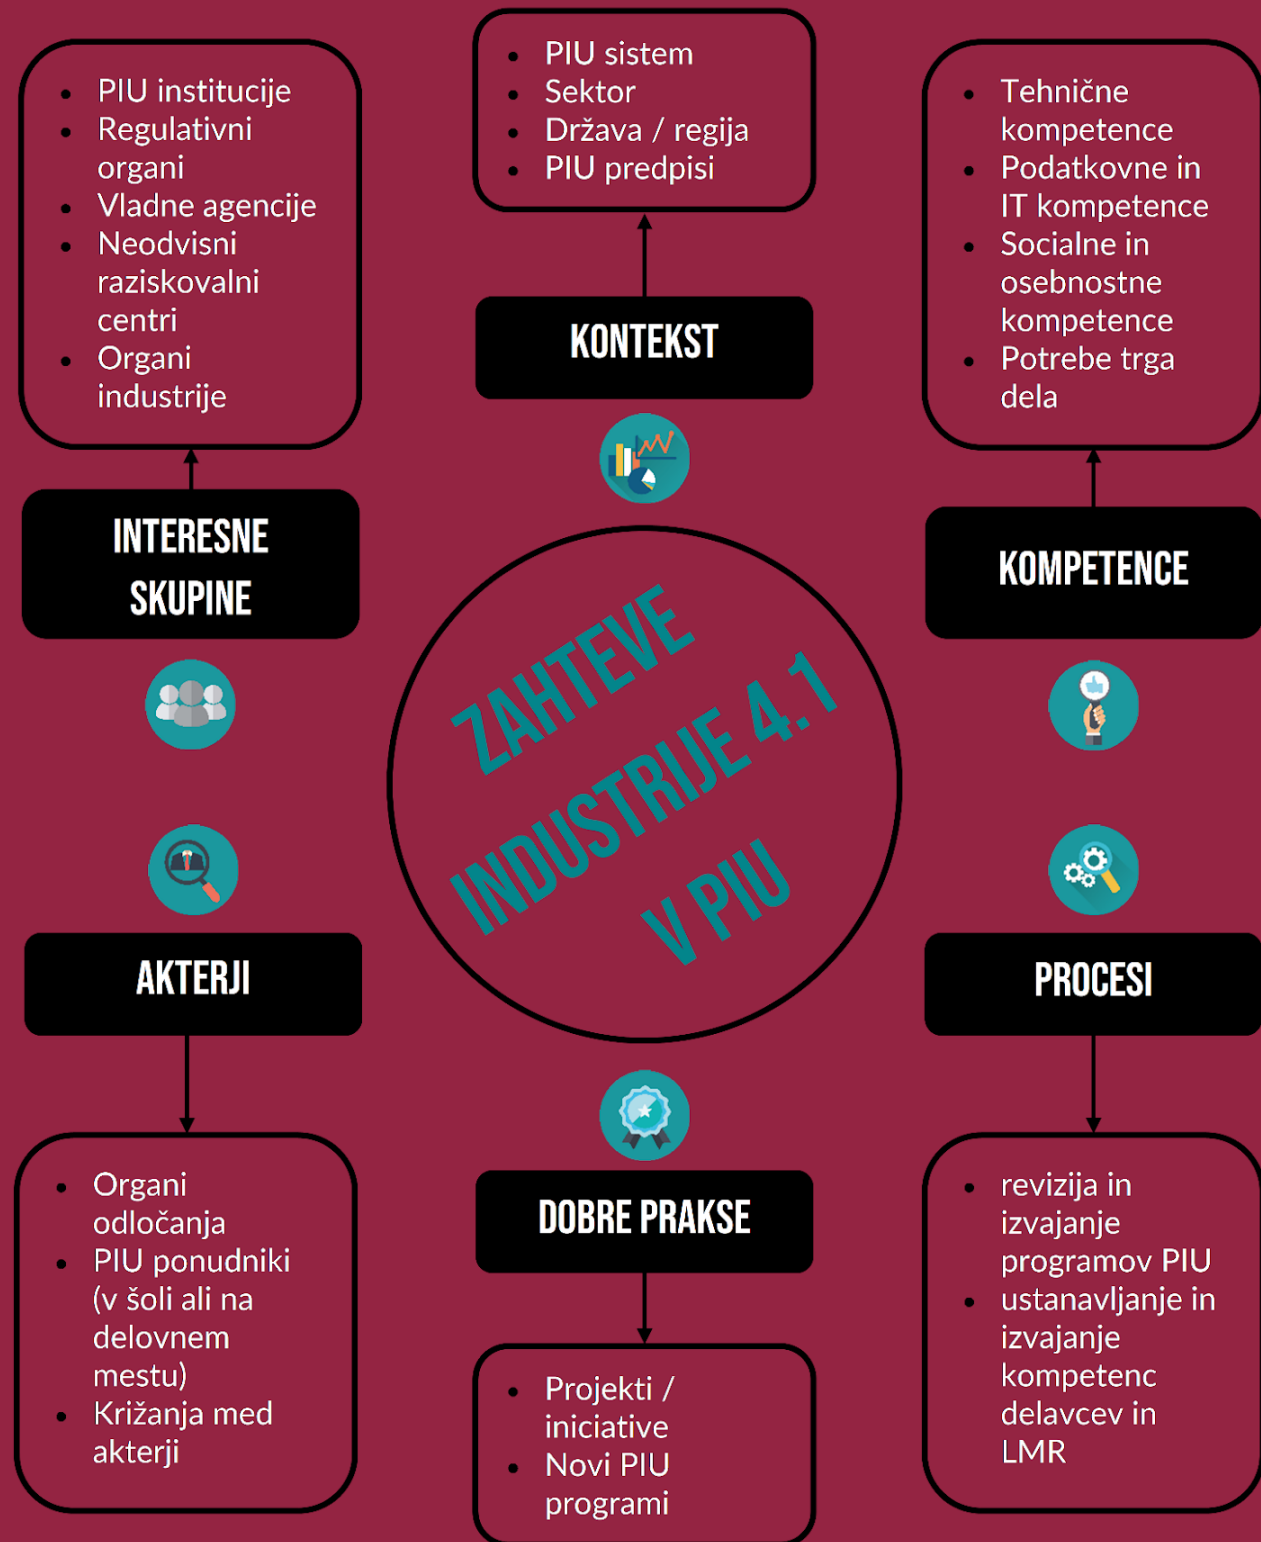 PIU institucije
Regulativni
organi
Vladne agencije
Neodvisni
raziskovalni
centri
Organi
industrije
INTERESNE
SKUPINE
PIU sistem
Sektor
Država / regija
PIU predpisi
KONTEKST
Tehnične
kompetence
Podatkovne in
IT kompetence
Socialne in
osebnostne
kompetence
Potrebe trga
dela
KOMPETENCE
ZAHTEVE
INDUSTRIJE 4.1
V PIU
AKTERJI
Organi
odločanja
PIU ponudniki
(v šoli ali na
delovnem
mestu)
Križanja med
akterji
DOBRE PRAKSE
Projekti /
iniciative
Novi PIU
programi
PROCESI
revizija in
izvajanje
programov PIU
ustanavljanje in
izvajanje
kompetenc
delavcev in
LMR